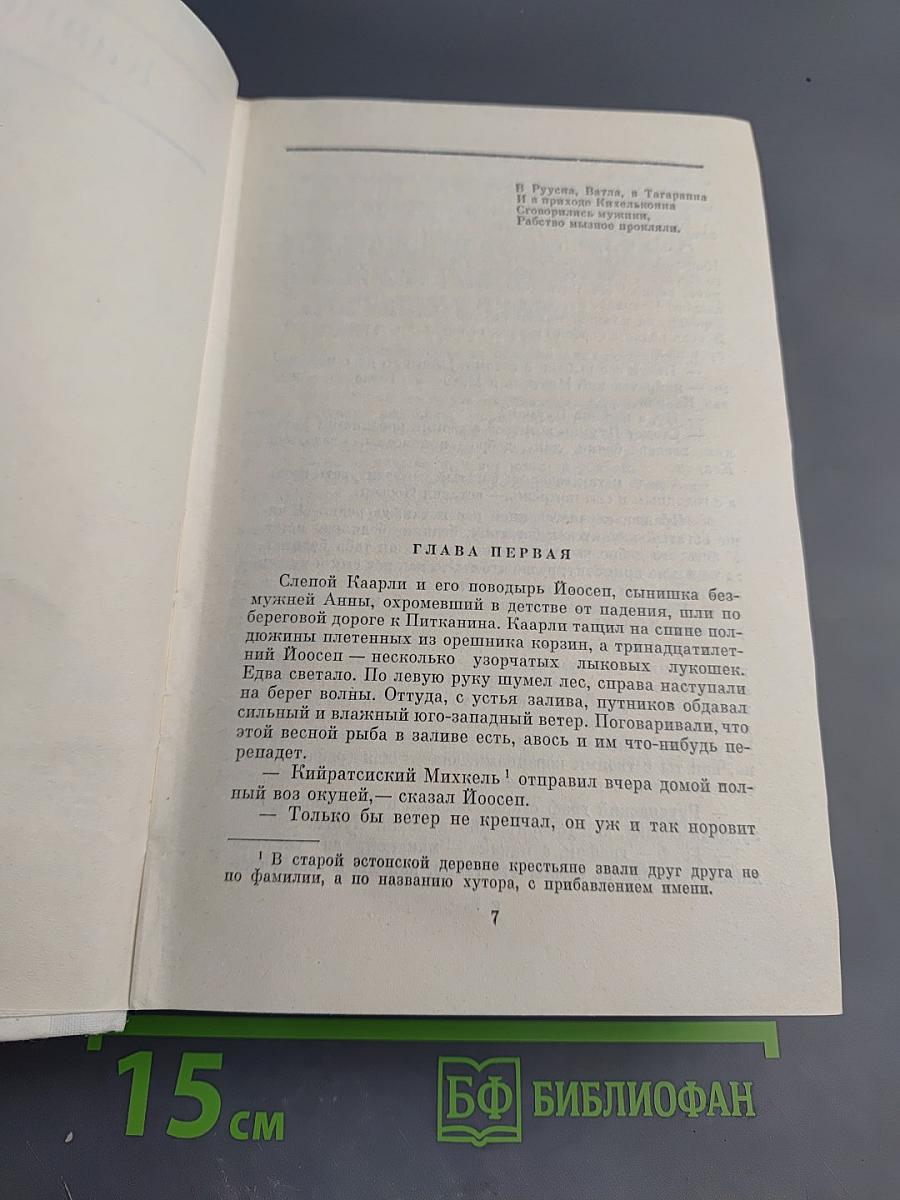 В Руусна, Ватла, в Тагаранна
И в приходе Кихельконна
Сговорились мужики,
Рабство мызное прокляли.
ГЛАВА ПЕРВАЯ
Слепой Каарли и его поводырь Йоосеп, сынишка без-
мужней Анны, охромевший в детстве от падения, шли по
береговой дороге к Питканина. Каарли тащил на спине пол-
дюжины плетенных из орешника корзин, а тринадцатилет-
ний Йоосеп — несколько узорчатых лыковых лукошек.
Едва светало. По левую руку шумел лес, справа наступали
на берег волны. Оттуда, с устья залива, путников обдавал
сильный и влажный юго-западный ветер. Поговаривали, что
этой весной рыба в заливе есть, авось и им что-нибудь пе-
репадет.
— Кийратсиский Михкель ¹ отправил вчера домой пол-
ный воз окуней,— сказал Йоосеп.
— Только бы ветер не крепчал, он уж и так норовит
¹ В старой эстонской деревне крестьяне звали друг друга не
по фамилии, а по названию хутора, с прибавлением имени.
7
15 см
БФ БИБЛИОФАН